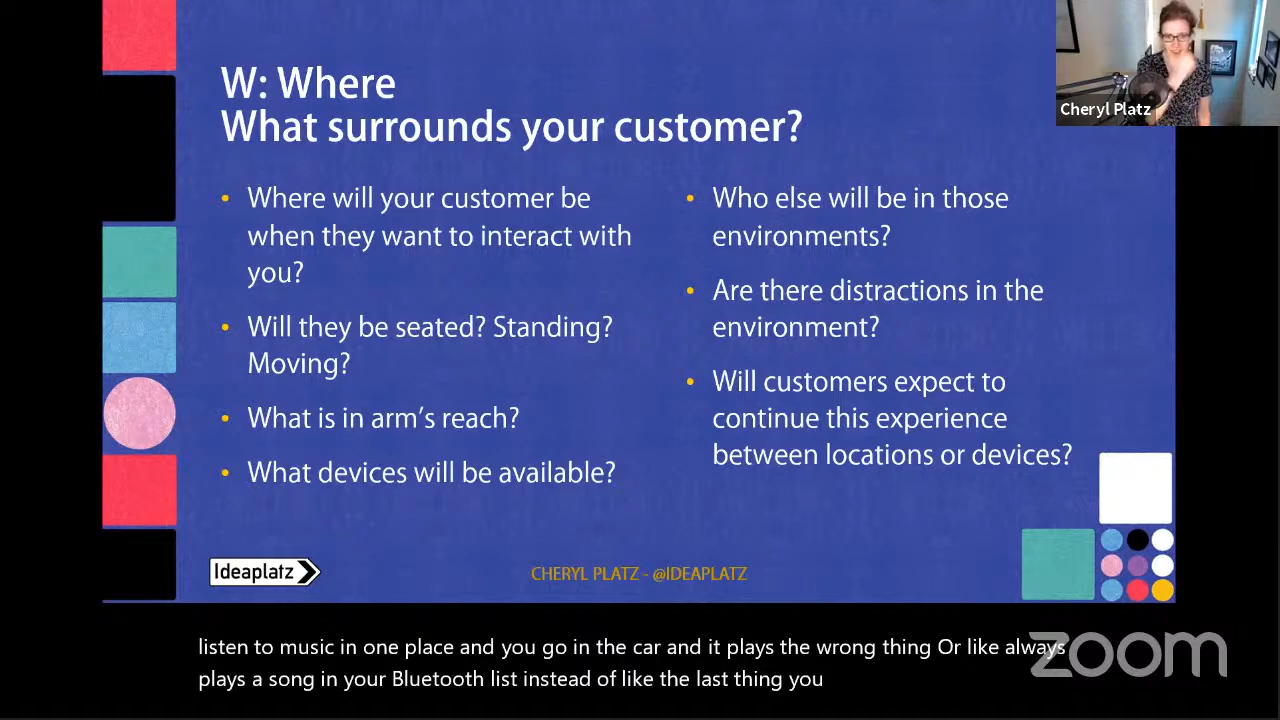 W: Where
What surrounds your customer?
Where will your customer be
when they want to interact with
you?
Will they be seated? Standing?
Moving?
What is in arm's reach?
What devices will be available?
Who else will be in those
environments?
Are there distractions in the
environment?
Will customers expect to
continue this experience
between locations or devices?
Cheryl Platz
Ideaplatz
CHERYL PLATZ - @IDEAPLATZ
listen to music in one place and you go in the car and it plays the wrong thing Or like always
plays a song in your Bluetooth list instead of like the last thing you
zoom